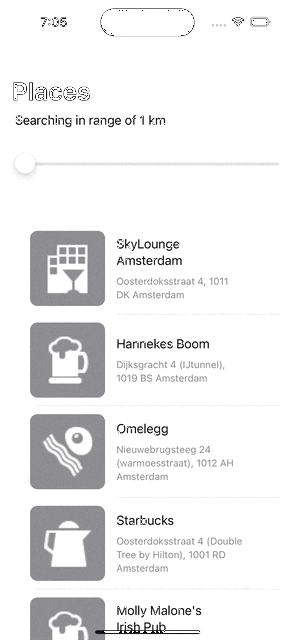 7:05
Places
Searching in range of 1 km
SkyLounge
Amsterdam
Oosterdoksstraat 4, 1011
DK Amsterdam
Hannekes Boom
Dijksgracht 4 (IJtunnel),
1019 BS Amsterdam
Omelegg
Nieuwebrugsteeg 24
(warmoesstraat), 1012 AH
Amsterdam
Starbucks
Oosterdoksstraat 4 (Double
Tree by Hilton), 1001 RD
Amsterdam
Molly Malone's
Irish Pub